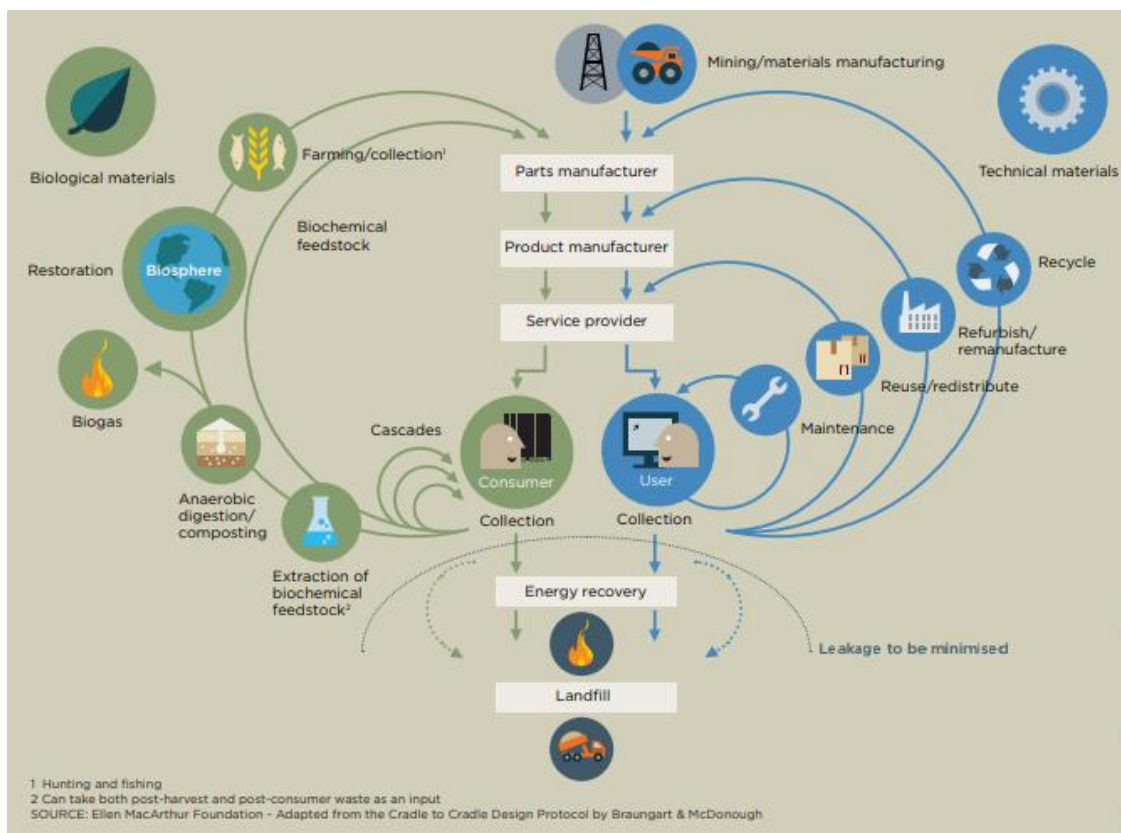 Mining/materials manufacturing
Biological materials
Technical materials
Farming/collection¹
Parts manufacturer
Biochemical
feedstock
Product manufacturer
Restoration
Biosphere
Recycle
Service provider
Refurbish/
remanufacture
Reuse/redistribute
Biogas
Cascades
Maintenance
Consumer
User
Anaerobic
digestion/
composting
Collection
Collection
Extraction of
biochemical
feedstock²
Energy recovery
Leakage to be minimised
Landfill
1 Hunting and fishing
2 Can take both post-harvest and post-consumer waste as an input
SOURCE: Ellen MacArthur Foundation - Adapted from the Cradle to Cradle Design Protocol by Braungart & McDonough